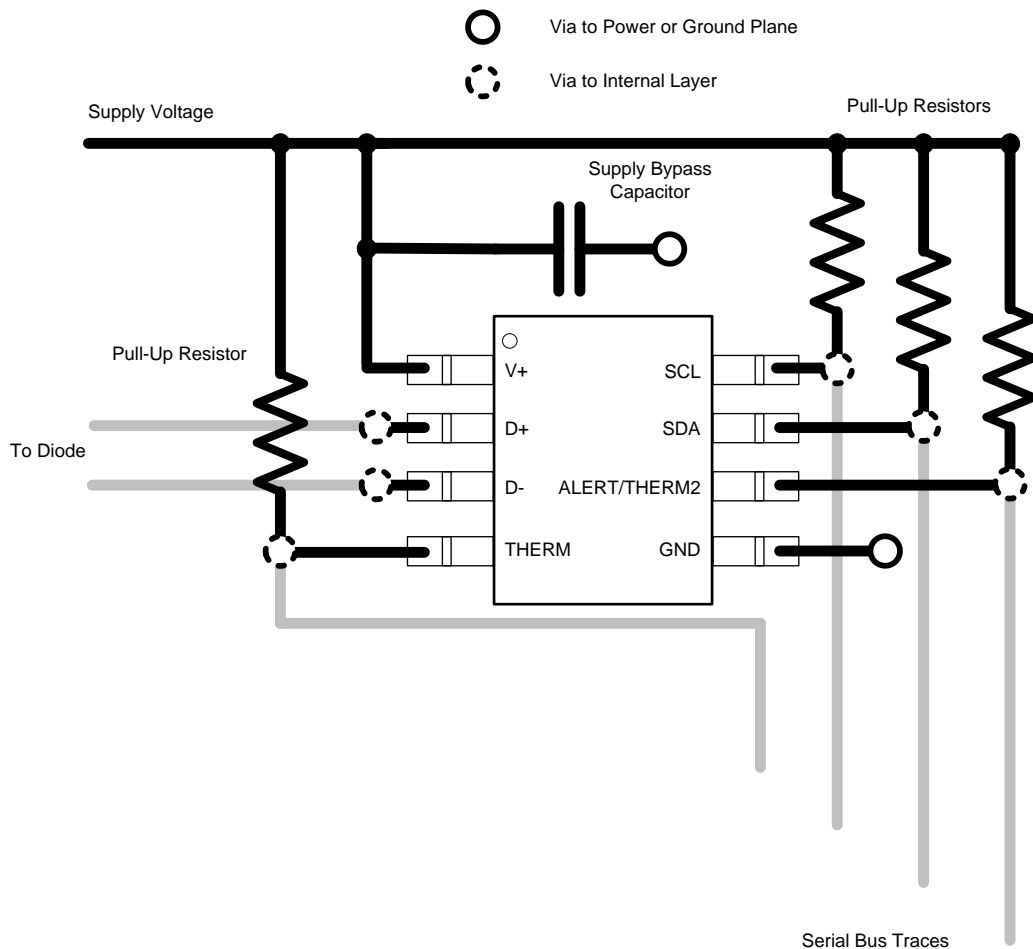 Via to Power or Ground Plane
Via to Internal Layer
Supply Voltage
Pull-Up Resistors
Supply Bypass
Capacitor
Pull-Up Resistor
V+
SCL
D+
SDA
To Diode
D-
ALERT/THERM2
THERM
GND
Serial Bus Traces